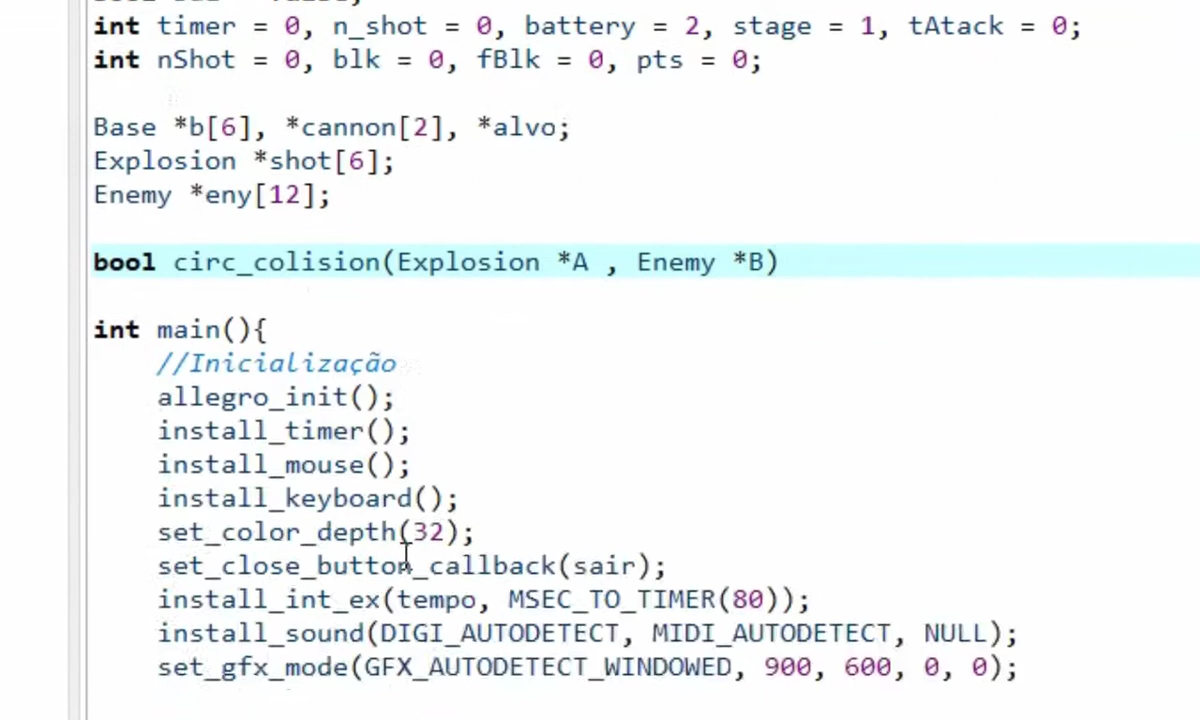 int timer = 0, n_shot = 0, battery = 2, stage = 1, tAtack = 0;
int nShot = 0, blk = 0, fBlk = 0, pts = 0;
Base *b[6], *cannon[2], *alvo;
Explosion *shot[6];
Enemy *eny[12];
bool circ_colision(Explosion *A , Enemy *B)
int main(){
//Inicialização
allegro_init();
install_timer();
install_mouse();
install_keyboard();
set_color_depth(32);
set_close_button_callback(sair);
install_int_ex(tempo, MSEC_TO_TIMER(80));
install_sound(DIGI_AUTODETECT, MIDI_AUTODETECT, NULL);
set_gfx_mode(GFX_AUTODETECT_WINDOWED, 900, 600, 0, 0);